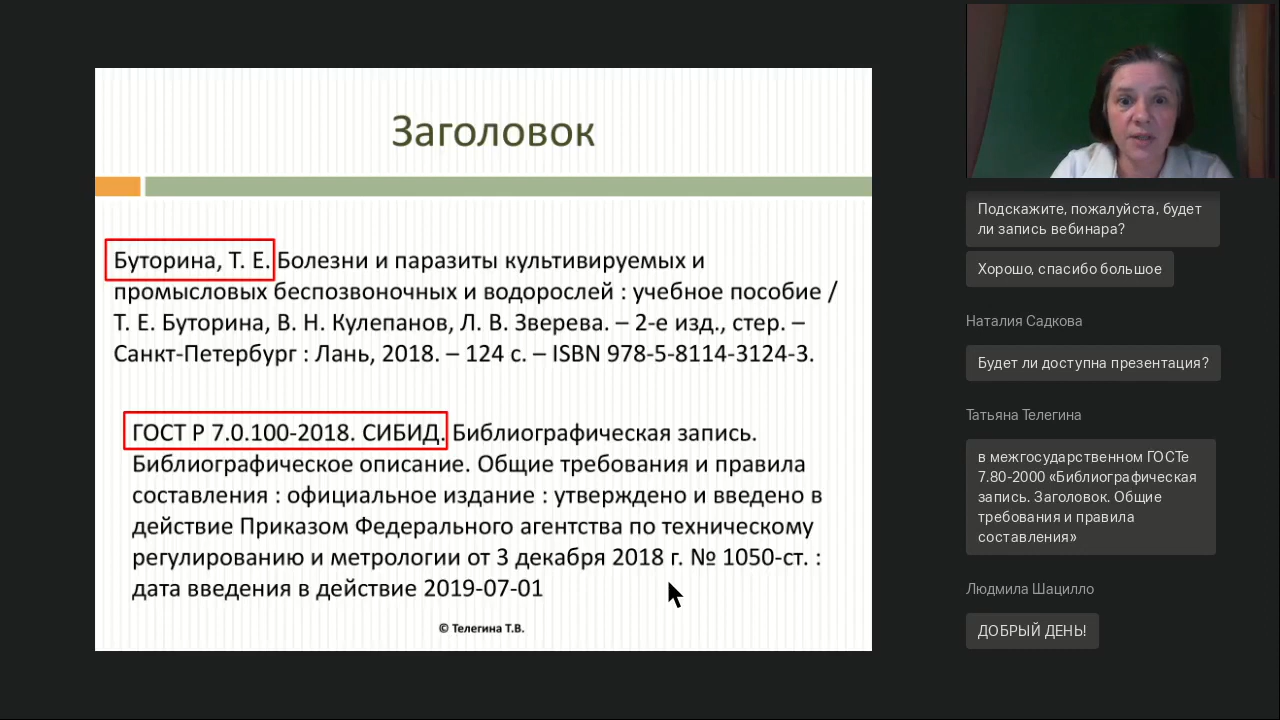 Заголовок
Буторина, Т. Е. Болезни и паразиты культивируемых и
промысловых беспозвоночных и водорослей : учебное пособие /
Т. Е. Буторина, В. Н. Кулепанов, Л. В. Зверева. – 2-е изд., стер. –
Санкт-Петербург : Лань, 2018. – 124 с. – ISBN 978-5-8114-3124-3.
ГОСТ Р 7.0.100-2018. СИБИД. Библиографическая запись.
Библиографическое описание. Общие требования и правила
составления : официальное издание : утверждено и введено в
действие Приказом Федерального агентства по техническому
регулированию и метрологии от 3 декабря 2018 г. № 1050-ст. :
дата введения в действие 2019-07-01
© Телегина Т.В.
Подскажите, пожалуйста, будет
ли запись вебинара?
Хорошо, спасибо большое
Наталия Садкова
Будет ли доступна презентация?
Татьяна Телегина
в межгосударственном ГОСТе
7.80-2000 «Библиографическая
запись. Заголовок. Общие
требования и правила
составления»
Людмила Шацилло
ДОБРЫЙ ДЕНЬ!